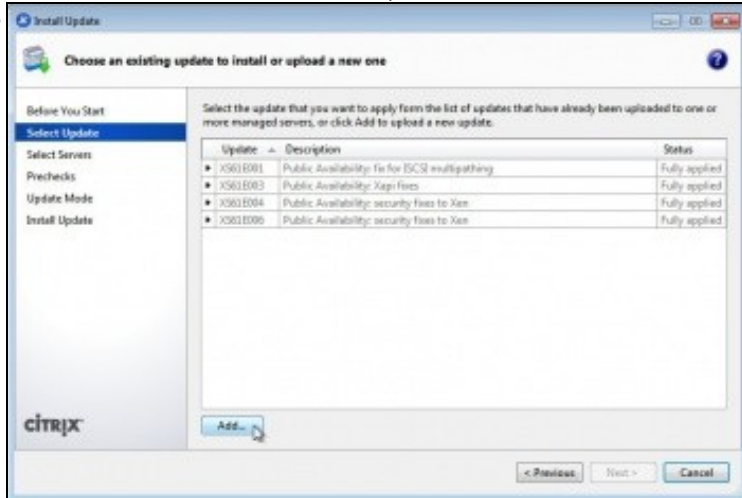 Install Update
Choose an existing update to install or upload a new one
Before You Start
Select Update
Select Servers
Prechecks
Update Mode
Install Update
Select the update that you want to apply form the list of updates that have already been uploaded to one or
more managed servers, or click Add to upload a new update.
Update Description Status
XS61E001 Public Availability: fix for ISCSI multipathing Fully applied
XS61E003 Public Availability: Xapi fixes Fully applied
XS61E004 Public Availability: security fixes to Xen Fully applied
XS61E006 Public Availability: security fixes to Xen Fully applied
CITRIX
Add...
< Previous Next > Cancel